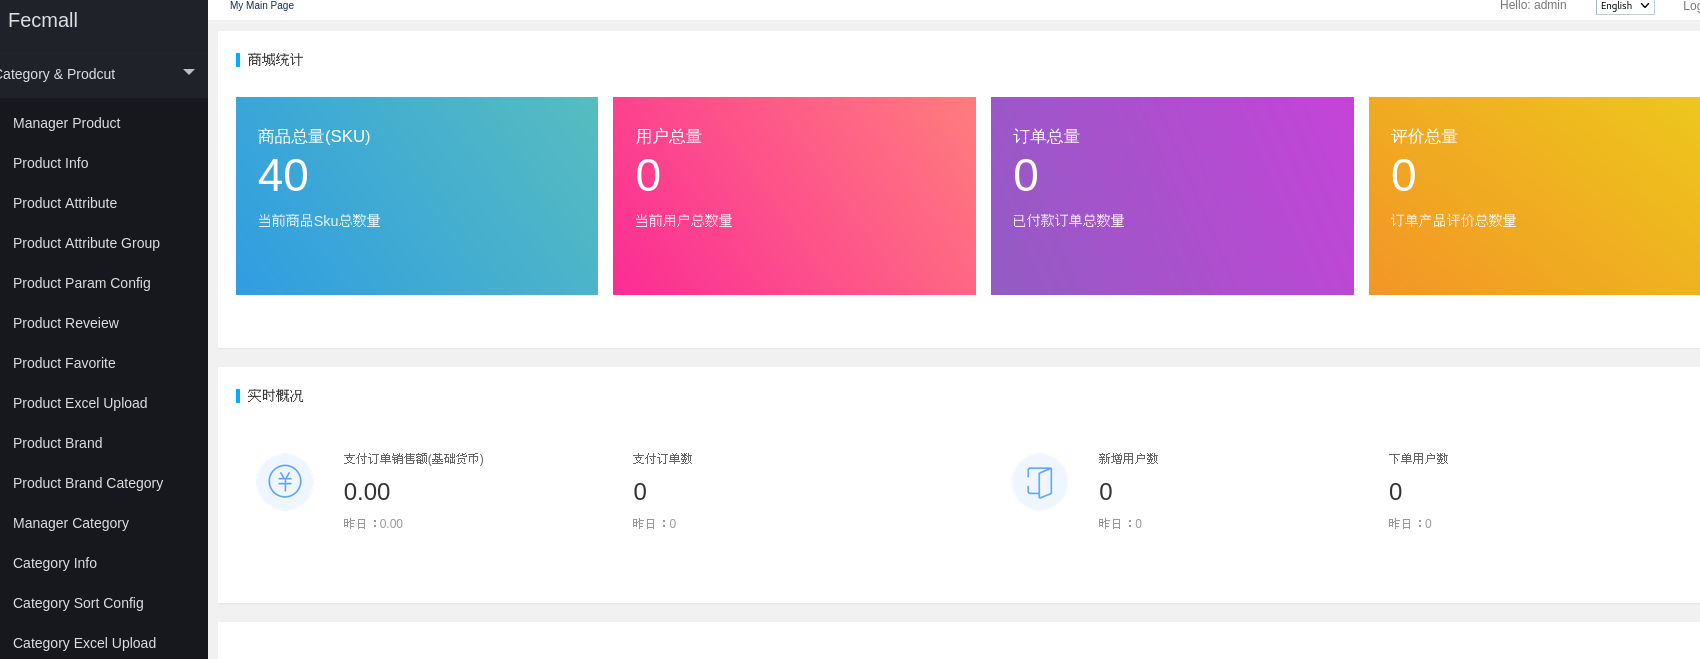 Fecmall
My Main Page
Hello: admin
English
Category & Prodcut
Manager Product
Product Info
Product Attribute
Product Attribute Group
Product Param Config
Product Reveiew
Product Favorite
Product Excel Upload
Product Brand
Product Brand Category
Manager Category
Category Info
Category Sort Config
Category Excel Upload
商城统计
商品总量(SKU)
40
当前商品Sku总数量
用户总量
0
当前用户总数量
订单总量
0
已付款订单总数量
评价总量
0
订单产品评价总数量
实时概况
支付订单销售额(基础货币)
0.00
昨日：0.00
支付订单数
0
昨日：0
新增用户数
0
昨日：0
下单用户数
0
昨日：0